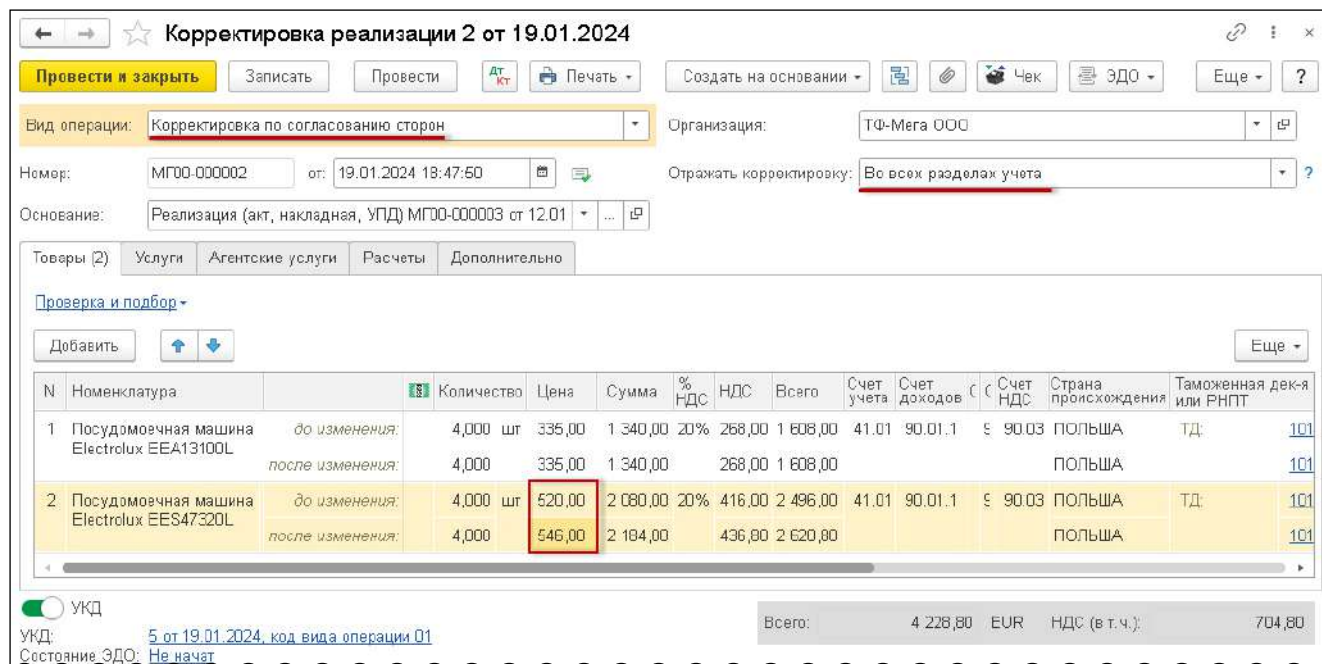 Корректировка реализации 2 от 19.01.2024
Провести и закрыть Записать Провести Дт Кт Печать Создать на основании Чек ЭДО Еще ?
Вид операции: Корректировка по согласованию сторон Организация: ТФ-Мега ООО
Номер: МГ00-000002 от: 19.01.2024 18:47:50 Отражать корректировку: Во всех разделах учета ?
Основание: Реализация (акт, накладная, УПД) МГ00-000003 от 12.01 ...
Товары (2) Услуги Агентские услуги Расчеты Дополнительно
Проверка и подбор
Добавить Еще
N Номенклатура Количество Цена Сумма % НДС НДС Всего Счет учета Счет доходов С С Счет НДС Страна происхождения Таможенная дек-я или РНПТ
1 Посудомоечная машина до изменения: 4,000 шт 335,00 1 340,00 20% 268,00 1 608,00 41.01 90.01.1 9 90.03 ПОЛЬША ТД: 101
Electrolux EEA13100L
после изменения: 4,000 335,00 1 340,00 268,00 1 608,00 ПОЛЬША 101
2 Посудомоечная машина до изменения: 4,000 шт 520,00 2 080,00 20% 416,00 2 496,00 41.01 90.01.1 9 90.03 ПОЛЬША ТД: 101
Electrolux EES47320L
после изменения: 4,000 546,00 2 184,00 436,80 2 620,80 ПОЛЬША 101
УКД
Всего: 4 228,80 EUR НДС (в т.ч.): 704,80
УКД: 5 от 19.01.2024, код вида операции 01
Состояние ЭДО: Не начат